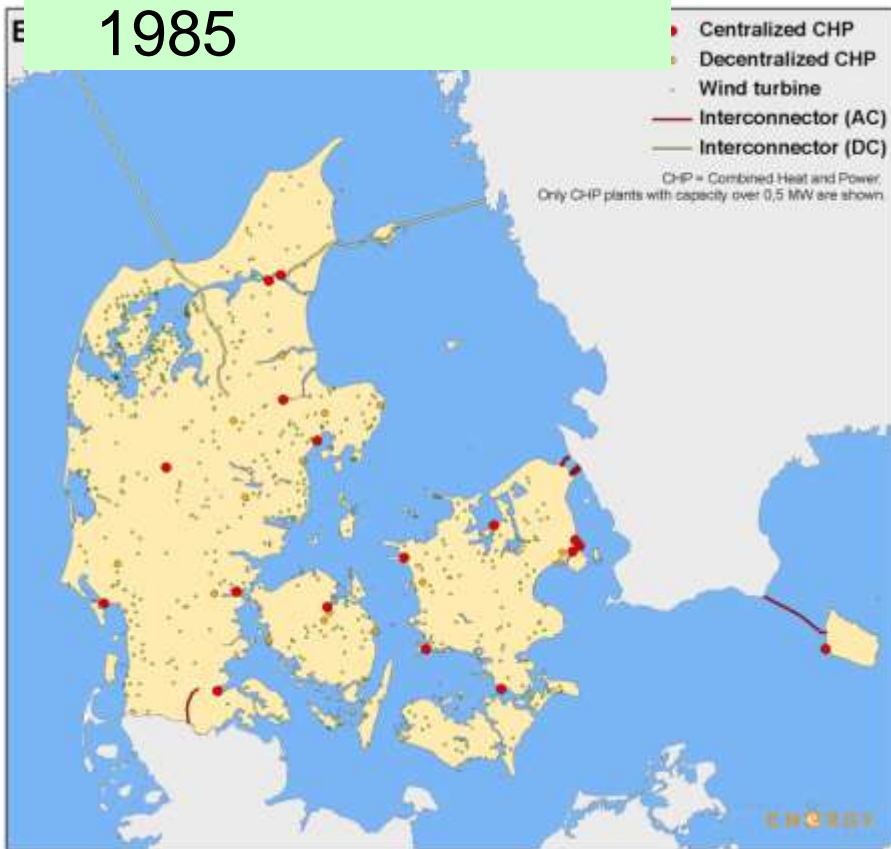 E
1985
Centralized CHP
Decentralized CHP
Wind turbine
Interconnector (AC)
Interconnector (DC)
CHP = Combined Heat and Power.
Only CHP plants with capacity over 0,5 MW are shown.
ENERGY